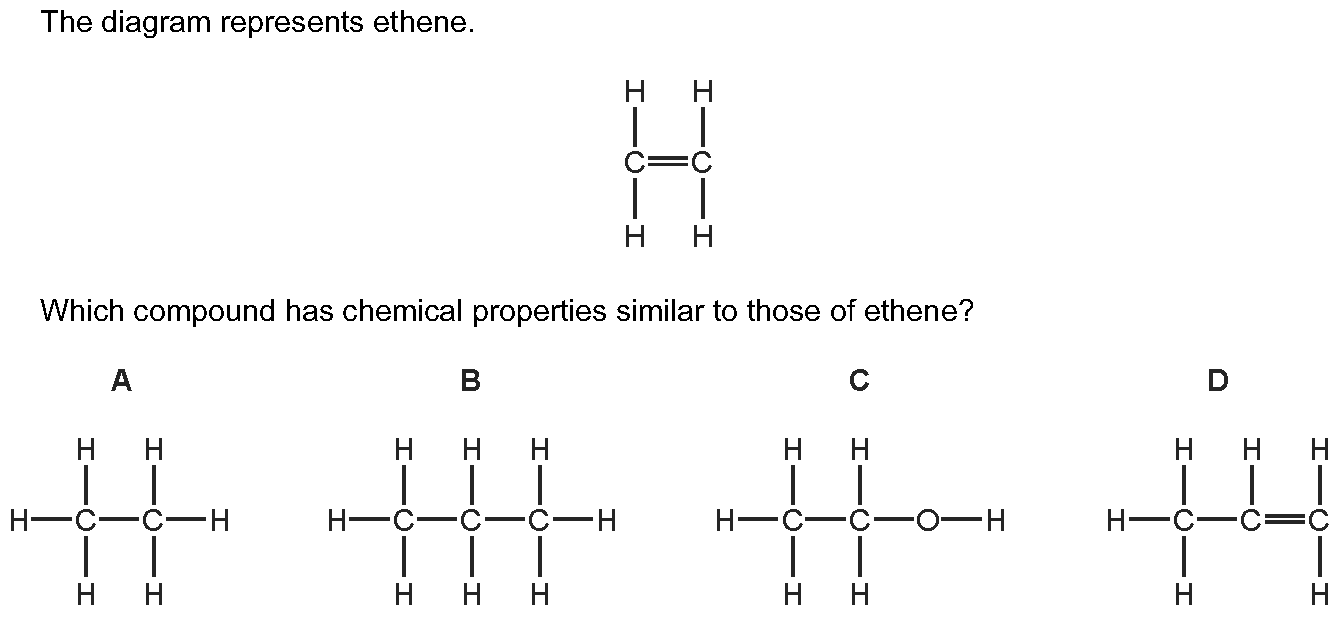 The diagram represents ethene.
H H
C C
H H
Which compound has chemical properties similar to those of ethene?
A B C D
H H H H H H H H H H
H C C H H C C C H H C C O H H C C C
H H H H H H H H H